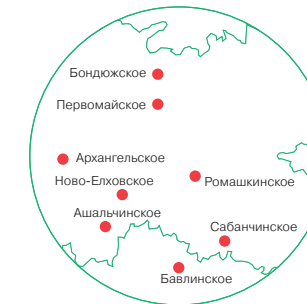 Бондюжское
Первомайское
Архангельское
Ново-Елховское
Ромашкинское
Ашальчинское
Сабанчинское
Бавлинское